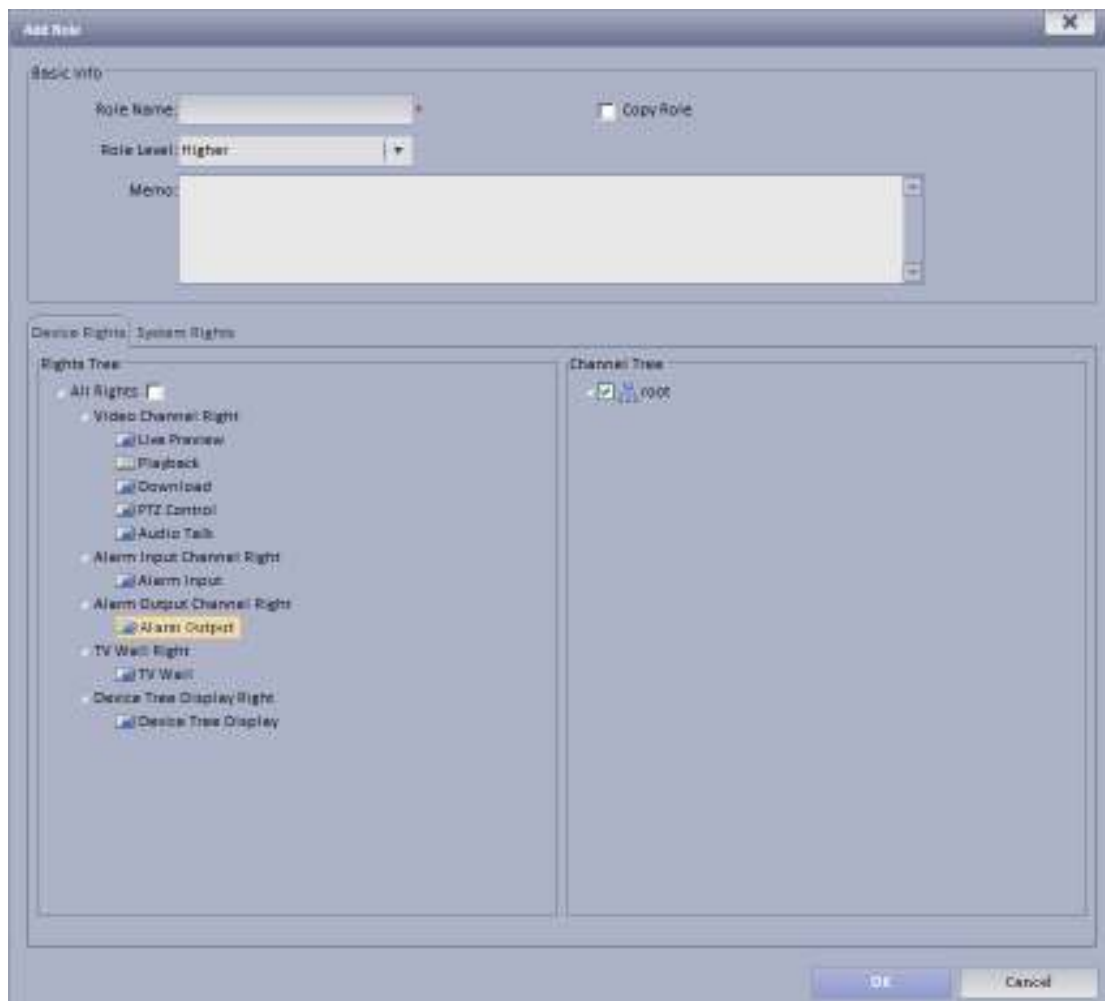 Add Role
Basic Info
Role Name: *
Copy Role
Role Level: Higher
Memo:
Device Rights System Rights
Rights Tree
All Rights
Video Channel Right
Live Preview
Playback
Download
PTZ Control
Audio Talk
Alarm Input Channel Right
Alarm Input
Alarm Output Channel Right
Alarm Output
TV Wall Right
TV Wall
Device Tree Display Right
Device Tree Display
Channel Tree
root
OK
Cancel